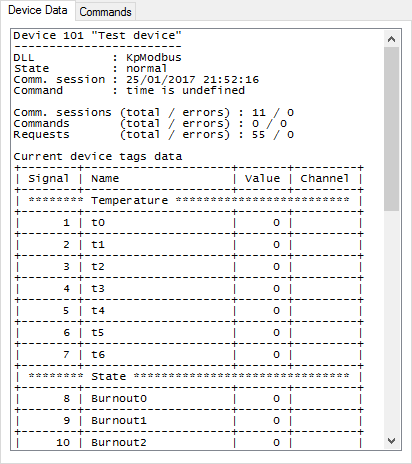 Device Data Commands
Device 101 "Test device"
------------------------
DLL           : KpModbus
State         : normal
Comm. session : 25/01/2017 21:52:16
Command       : time is undefined
Comm. sessions (total / errors) : 11 / 0
Commands       (total / errors) : 0 / 0
Requests       (total / errors) : 55 / 0
Current device tags data
| Signal | Name | Value | Channel |
| ******** Temperature ************************ |
| 1 | t0 | 0 | |
| 2 | t1 | 0 | |
| 3 | t2 | 0 | |
| 4 | t3 | 0 | |
| 5 | t4 | 0 | |
| 6 | t5 | 0 | |
| 7 | t6 | 0 | |
| ******** State ****************************** |
| 8 | Burnout0 | 0 | |
| 9 | Burnout1 | 0 | |
| 10 | Burnout2 | 0 | |